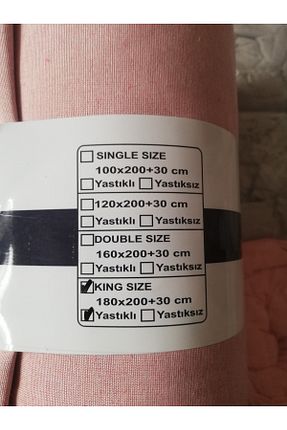 SINGLE SIZE
100x200+30 cm
Yastıklı Yastıksız
120x200+30 cm
Yastıklı Yastıksız
DOUBLE SIZE
160x200+30 cm
Yastıklı Yastıksız
KING SIZE
180x200+30 cm
Yastıklı Yastıksız